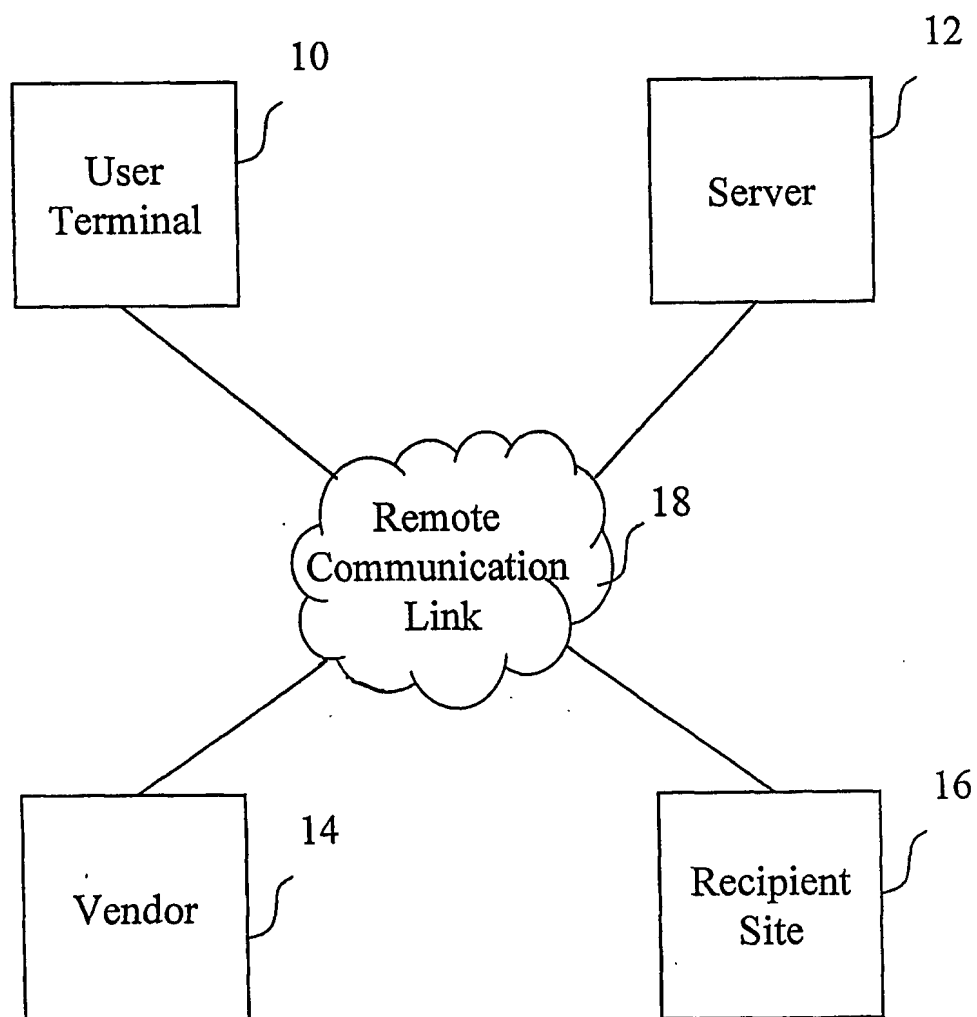 10
12
User
Terminal
Server
Remote
Communication
Link
18
14
16
Vendor
Recipient
Site